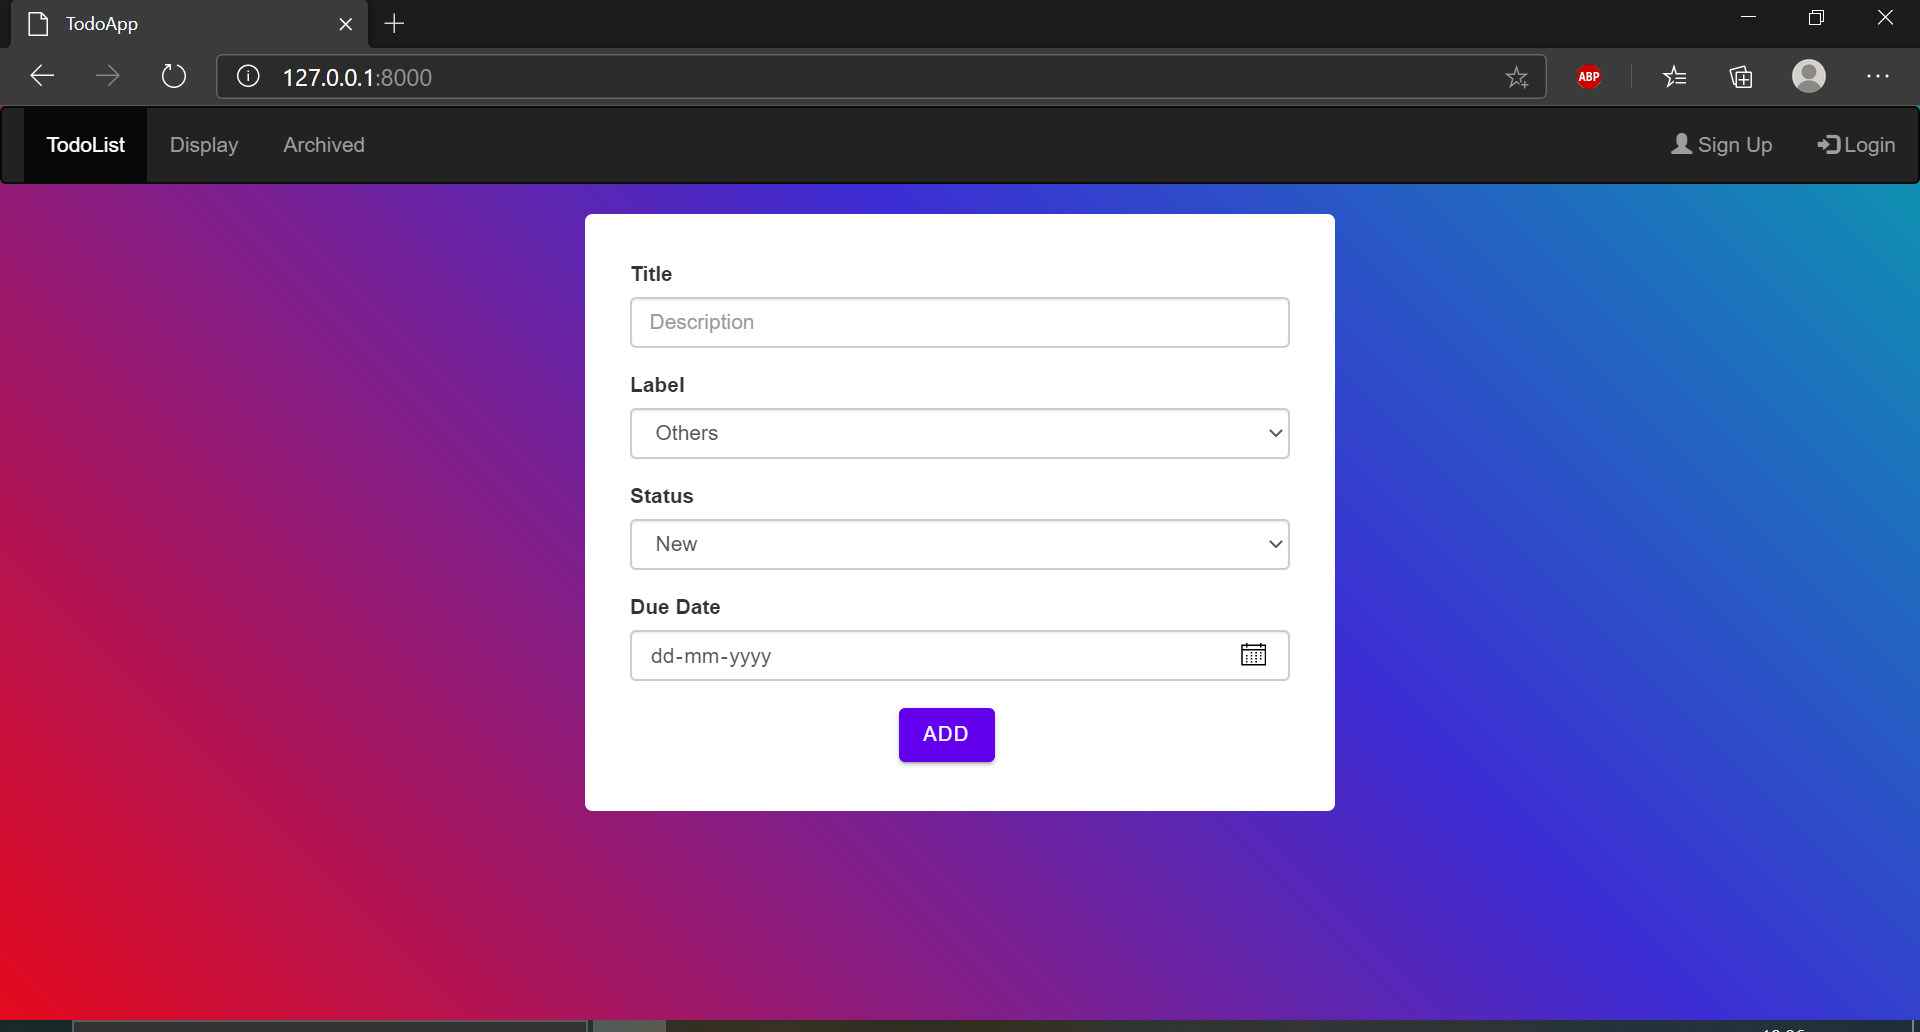 TodoApp
127.0.0.1:8000
ABP
TodoList Display Archived Sign Up Login
Title
Description
Label
Others
Status
New
Due Date
dd-mm-yyyy
ADD